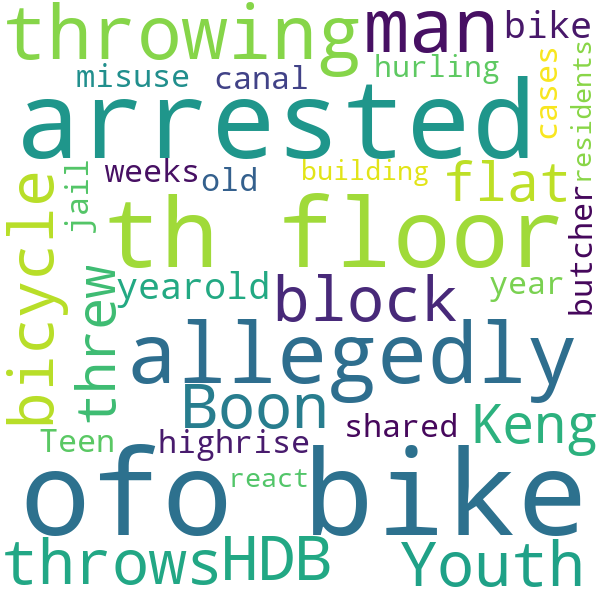 throwing man bike
misuse canal hurling
arrested
cases
residents
weeks old building flat
jail
bicycle
th floor
butcher
yearold block year
threw
allegedly
Boon Keng
Teen highrise shared
ofo bike
react
throws HDB Youth